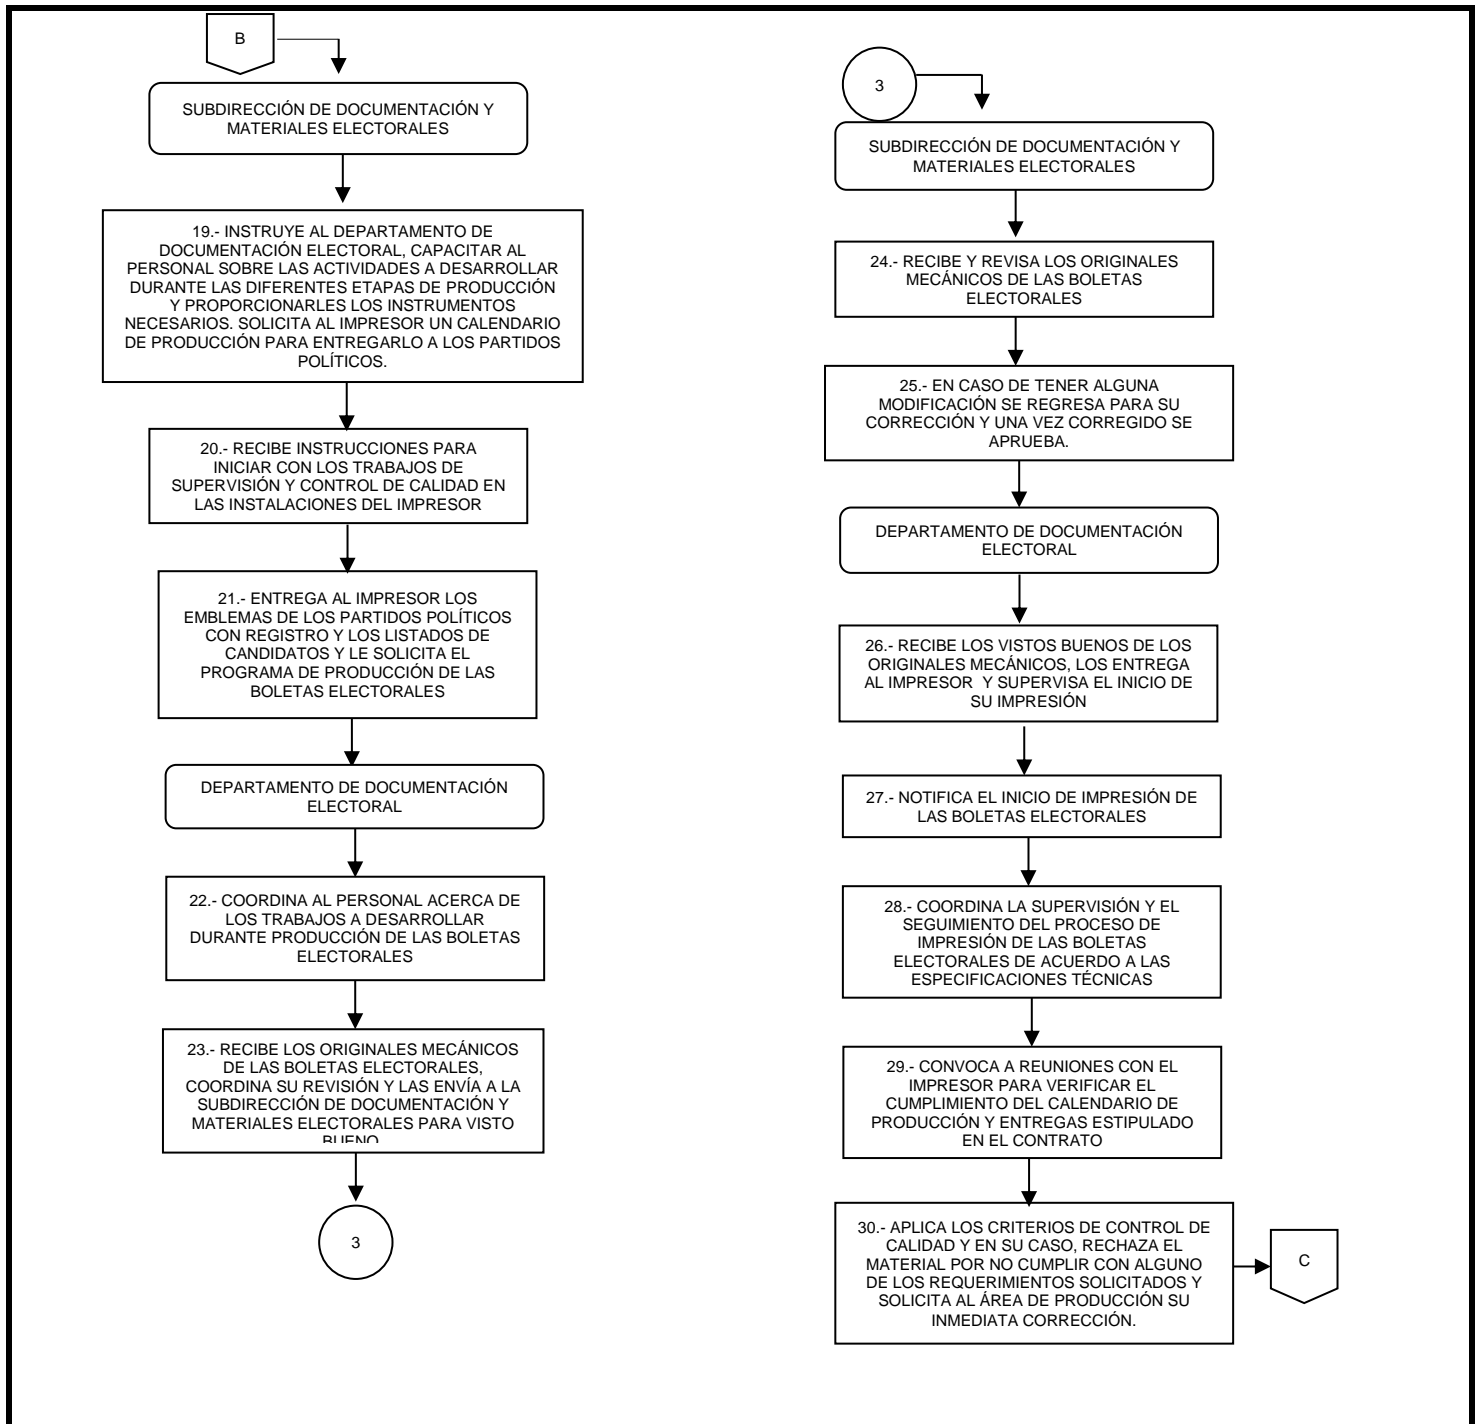 B
SUBDIRECCIÓN DE DOCUMENTACIÓN Y
MATERIALES ELECTORALES
19.- INSTRUYE AL DEPARTAMENTO DE
DOCUMENTACIÓN ELECTORAL, CAPACITAR AL
PERSONAL SOBRE LAS ACTIVIDADES A DESARROLLAR
DURANTE LAS DIFERENTES ETAPAS DE PRODUCCIÓN
Y PROPORCIONARLES LOS INSTRUMENTOS
NECESARIOS. SOLICITA AL IMPRESOR UN CALENDARIO
DE PRODUCCIÓN PARA ENTREGARLO A LOS PARTIDOS
POLÍTICOS.
20.- RECIBE INSTRUCCIONES PARA
INICIAR CON LOS TRABAJOS DE
SUPERVISIÓN Y CONTROL DE CALIDAD EN
LAS INSTALACIONES DEL IMPRESOR
21.- ENTREGA AL IMPRESOR LOS
EMBLEMAS DE LOS PARTIDOS POLÍTICOS
CON REGISTRO Y LOS LISTADOS DE
CANDIDATOS Y LE SOLICITA EL
PROGRAMA DE PRODUCCIÓN DE LAS
BOLETAS ELECTORALES
DEPARTAMENTO DE DOCUMENTACIÓN
ELECTORAL
22.- COORDINA AL PERSONAL ACERCA DE
LOS TRABAJOS A DESARROLLAR
DURANTE PRODUCCIÓN DE LAS BOLETAS
ELECTORALES
23.- RECIBE LOS ORIGINALES MECÁNICOS
DE LAS BOLETAS ELECTORALES,
COORDINA SU REVISIÓN Y LAS ENVÍA A LA
SUBDIRECCIÓN DE DOCUMENTACIÓN Y
MATERIALES ELECTORALES PARA VISTO
BUENO
3
3
SUBDIRECCIÓN DE DOCUMENTACIÓN Y
MATERIALES ELECTORALES
24.- RECIBE Y REVISA LOS ORIGINALES
MECÁNICOS DE LAS BOLETAS
ELECTORALES
25.- EN CASO DE TENER ALGUNA
MODIFICACIÓN SE REGRESA PARA SU
CORRECCIÓN Y UNA VEZ CORREGIDO SE
APRUEBA.
DEPARTAMENTO DE DOCUMENTACIÓN
ELECTORAL
26.- RECIBE LOS VISTOS BUENOS DE LOS
ORIGINALES MECÁNICOS, LOS ENTREGA
AL IMPRESOR Y SUPERVISA EL INICIO DE
SU IMPRESIÓN
27.- NOTIFICA EL INICIO DE IMPRESIÓN DE
LAS BOLETAS ELECTORALES
28.- COORDINA LA SUPERVISIÓN Y EL
SEGUIMIENTO DEL PROCESO DE
IMPRESIÓN DE LAS BOLETAS
ELECTORALES DE ACUERDO A LAS
ESPECIFICACIONES TÉCNICAS
29.- CONVOCA A REUNIONES CON EL
IMPRESOR PARA VERIFICAR EL
CUMPLIMIENTO DEL CALENDARIO DE
PRODUCCIÓN Y ENTREGAS ESTIPULADO
EN EL CONTRATO
30.- APLICA LOS CRITERIOS DE CONTROL DE
CALIDAD Y EN SU CASO, RECHAZA EL
MATERIAL POR NO CUMPLIR CON ALGUNO
DE LOS REQUERIMIENTOS SOLICITADOS Y
SOLICITA AL ÁREA DE PRODUCCIÓN SU
INMEDIATA CORRECCIÓN.
C